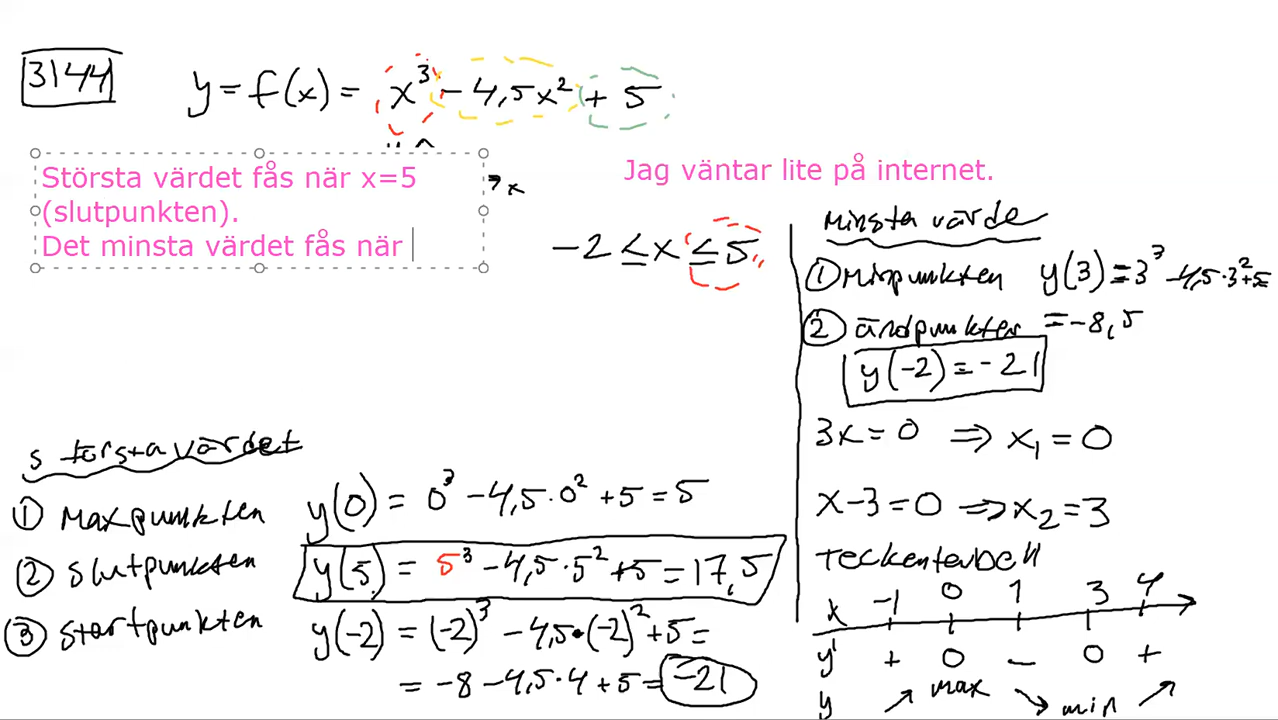 3144
y = f(x) = x³ - 4,5x² + 5
Största värdet fås när x=5
(slutpunkten).
Det minsta värdet fås när
x
Jag väntar lite på internet.
-2 ≤ x ≤ 5
minsta värde
① Minpunkten y(3) = 3³ - 4,5·3² + 5 =
= -8,5
② ändpunkter
y(-2) = -21
3x = 0 ⇒ x₁ = 0
x - 3 = 0 ⇒ x₂ = 3
Teckentabell
x -1 0 1 3 4
y' + 0 - 0 + 
y ↗ max ↘ min ↗
största värdet
① Maxpunkten y(0) = 0³ - 4,5·0² + 5 = 5
② slutpunkten y(5) = 5³ - 4,5·5² + 5 = 17,5
③ startpunkten y(-2) = (-2)³ - 4,5·(-2)² + 5 =
= -8 - 4,5·4 + 5 = -21